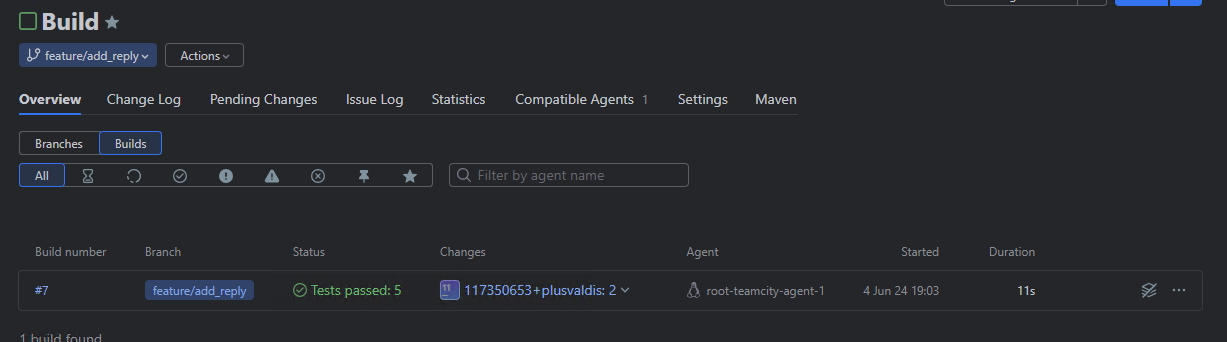 Build
feature/add_reply Actions
Overview Change Log Pending Changes Issue Log Statistics Compatible Agents 1 Settings Maven
Branches Builds
All Filter by agent name
Build number Branch Status Changes Agent Started Duration
#7 feature/add_reply Tests passed: 5 11 117350653+plusvaldis: 2 root-teamcity-agent-1 4 Jun 24 19:03 11s
1 build found